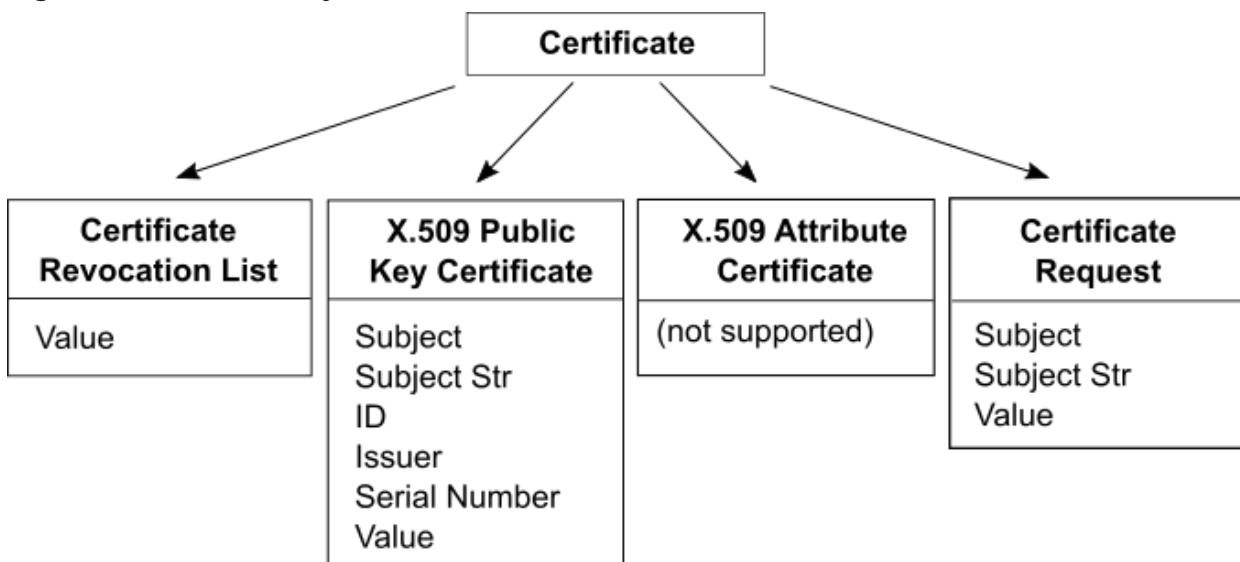 Certificate
Certificate
Revocation List
Value
X.509 Public
Key Certificate
Subject
Subject Str
ID
Issuer
Serial Number
Value
X.509 Attribute
Certificate
(not supported)
Certificate
Request
Subject
Subject Str
Value